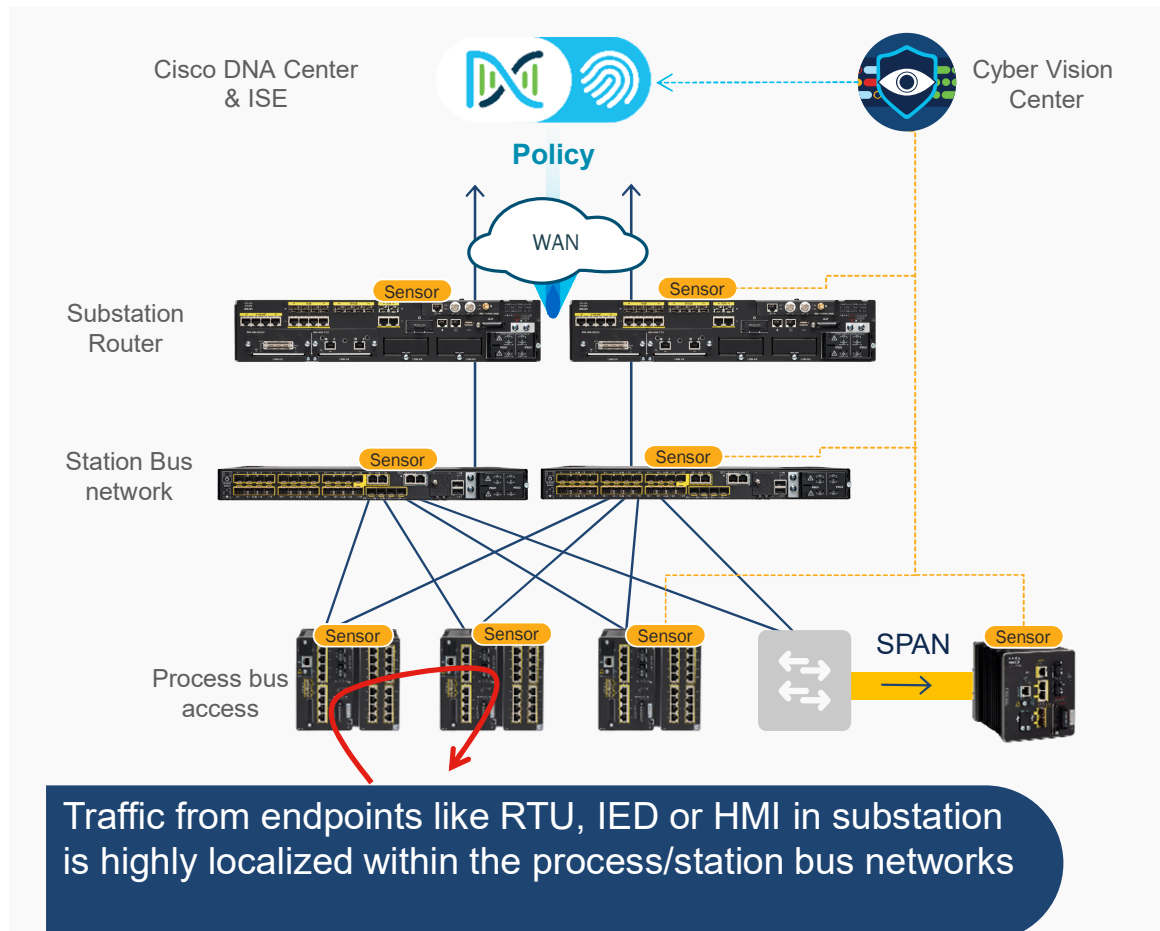 Cisco DNA Center
& ISE
Cyber Vision
Center
Policy
WAN
Substation
Router
Sensor
Sensor
Station Bus
network
Sensor
Sensor
Process bus
access
Sensor
Sensor
Sensor
SPAN
Sensor
Traffic from endpoints like RTU, IED or HMI in substation
is highly localized within the process/station bus networks